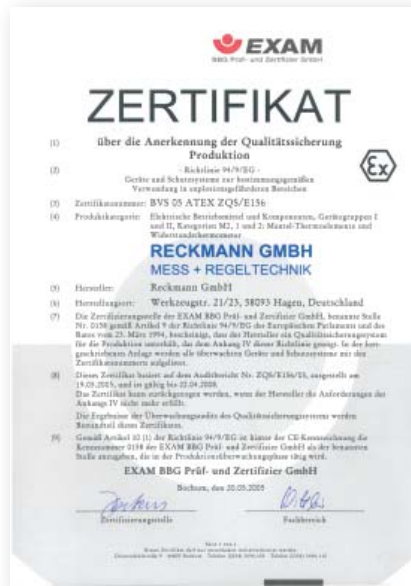 EXAM
BBG Prüf- und Zertifizier GmbH
ZERTIFIKAT
(1) über die Anerkennung der Qualitätssicherung
Produktion
(2) - Richtlinie 94/9/EG -
Geräte und Schutzsysteme zur bestimmungsgemäßen
Verwendung in explosionsgefährdeten Bereichen
εx
(3) Zertifikatsnummer: BVS 05 ATEX ZQS/E156
(4) Produktkategorie: Elektrische Betriebsmittel und Komponenten, Gerätegruppen I
und II, Kategorien M2, 1 und 2: Mantel-Thermoelemente und
Widerstandsthermometer
RECKMANN GMBH
MESS + REGELTECHNIK
(5) Hersteller: Reckmann GmbH
(6) Herstellungsort: Werkzeugstr. 21/23, 58093 Hagen, Deutschland
(7) Die Zertifizierungsstelle der EXAM BBG Prüf- und Zertifizier GmbH, benannte Stelle
Nr. 0158 gemäß Artikel 9 der Richtlinie 94/9/EG des Europäischen Parlaments und des
Rates vom 23. März 1994, bescheinigt, dass der Hersteller ein Qualitätssicherungssystem
für die Produktion unterhält, das dem Anhang IV dieser Richtlinie genügt. In der
Anlage werden alle überwachten Geräte und Schutzsysteme mit den
Zertifikatsnummern aufgelistet.
(8) Dieses Zertifikat basiert auf dem Auditbericht Nr. ZQS/E156/05, ausgestellt am
19.05.2005, und ist gültig bis 22.04.2008.
Das Zertifikat kann zurückgezogen werden, wenn der Hersteller die Anforderungen des
Anhangs IV nicht mehr erfüllt.
Die Ergebnisse der Überwachungsaudits des Qualitätssicherungssystems werden
Bestandteil dieses Zertifikates.
(9) Gemäß Artikel 10 (1) der Richtlinie 94/9/EG ist hinter der CE-Kennzeichnung die
Kennnummer 0158 der EXAM BBG Prüf- und Zertifizier GmbH als der benannten
Stelle anzugeben, die in der Produktionsüberwachungsphase tätig wird.
EXAM BBG Prüf- und Zertifizier GmbH
Bochum, den 20.05.2005
Zertifizierungsstelle Fachbereich